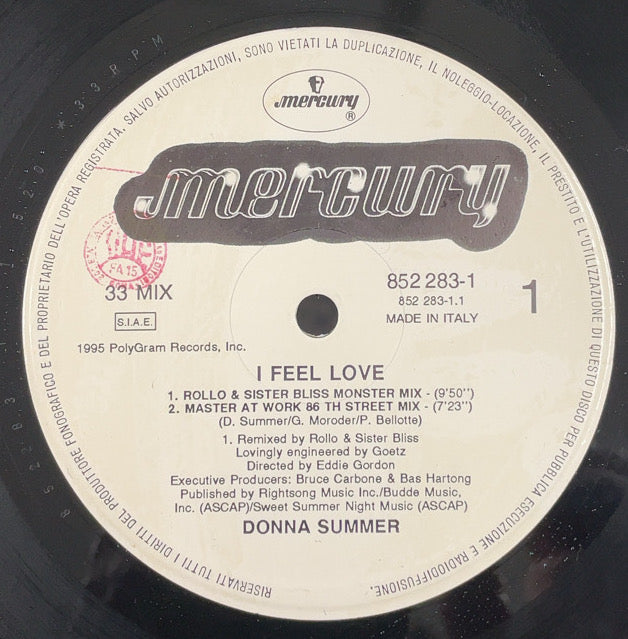 RISERVATI TUTTI I DIRITTI DEL PRODUTTORE FONOGRAFICO E DEL PROPRIETARIO DELL'OPERA REGISTRATA. SALVO AUTORIZZAZIONI, SONO VIETATI LA DUPLICAZIONE, IL NOLEGGIO-LOCAZIONE, IL PRESTITO E L'UTILIZZAZIONE DI QUESTO DISCO PER PUBBLICA ESECUZIONE E RADIODIFFUSIONE.
* 33 RPM
852283
mercury ®
mercury
PA 15
33 MIX
852 283-1
852 283-1.1
MADE IN ITALY
1
S.I.A.E.
1995 PolyGram Records, Inc.
I FEEL LOVE
1. ROLLO & SISTER BLISS MONSTER MIX - (9'50'')
2. MASTER AT WORK 86 TH STREET MIX - (7'23'')
(D. Summer/G. Moroder/P. Bellotte)
1. Remixed by Rollo & Sister Bliss
Lovingly engineered by Goetz
Directed by Eddie Gordon
Executive Producers: Bruce Carbone & Bas Hartong
Published by Rightsong Music Inc./Budde Music,
Inc. (ASCAP)/Sweet Summer Night Music (ASCAP)
DONNA SUMMER